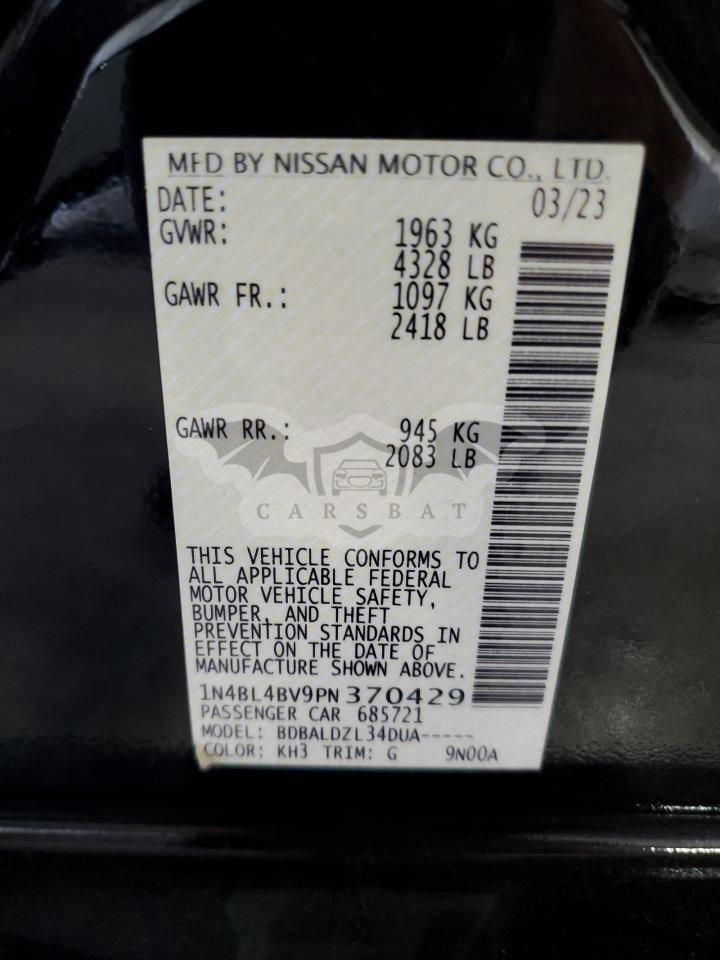 MFD BY NISSAN MOTOR CO., LTD.
DATE: 03/23
GVWR: 1963 KG
4328 LB
GAWR FR.: 1097 KG
2418 LB
GAWR RR.: 945 KG
2083 LB
CARSBAT
THIS VEHICLE CONFORMS TO
ALL APPLICABLE FEDERAL
MOTOR VEHICLE SAFETY,
BUMPER, AND THEFT
PREVENTION STANDARDS IN
EFFECT ON THE DATE OF
MANUFACTURE SHOWN ABOVE.
1N4BL4BV9PN370429
PASSENGER CAR 685721
MODEL: BDBALDZL34DUA-----
COLOR: KH3 TRIM: G 9N00A